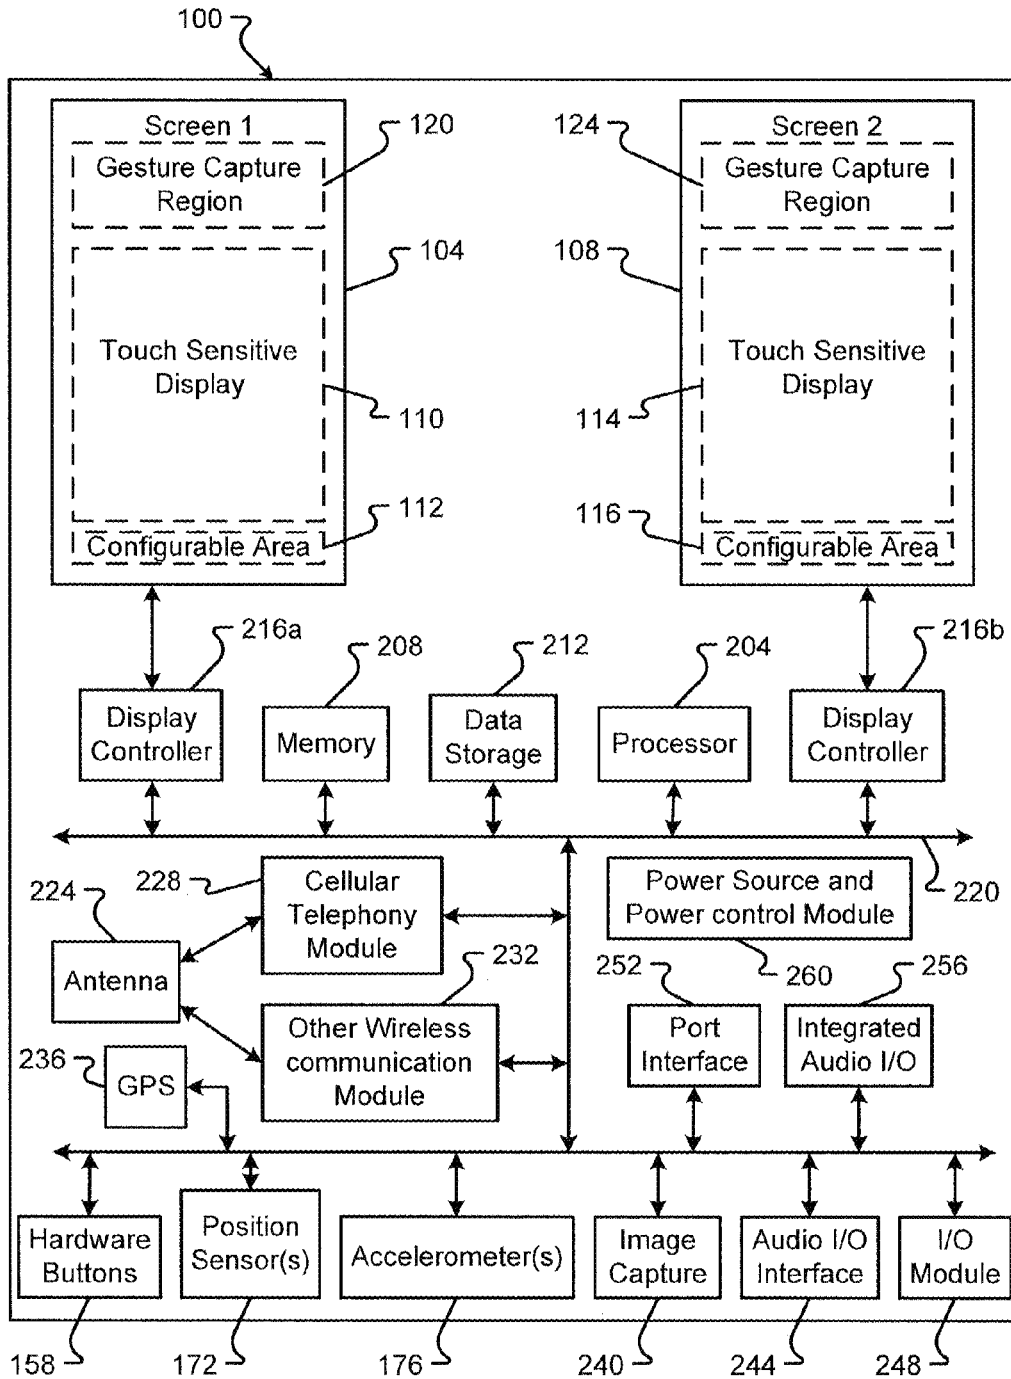 100
Screen 1
120
124
Screen 2
Gesture Capture
Region
Gesture Capture
Region
104
108
Touch Sensitive
Display
Touch Sensitive
Display
110
114
112
116
Configurable Area
Configurable Area
216a
208
212
204
216b
Display
Controller
Memory
Data
Storage
Processor
Display
Controller
228
Cellular
Telephony
Module
Power Source and
Power control Module
220
224
Antenna
232
252
260
256
Other Wireless
communication
Module
Port
Interface
Integrated
Audio I/O
236
GPS
Hardware
Buttons
Position
Sensor(s)
Accelerometer(s)
Image
Capture
Audio I/O
Interface
I/O
Module
158
172
176
240
244
248